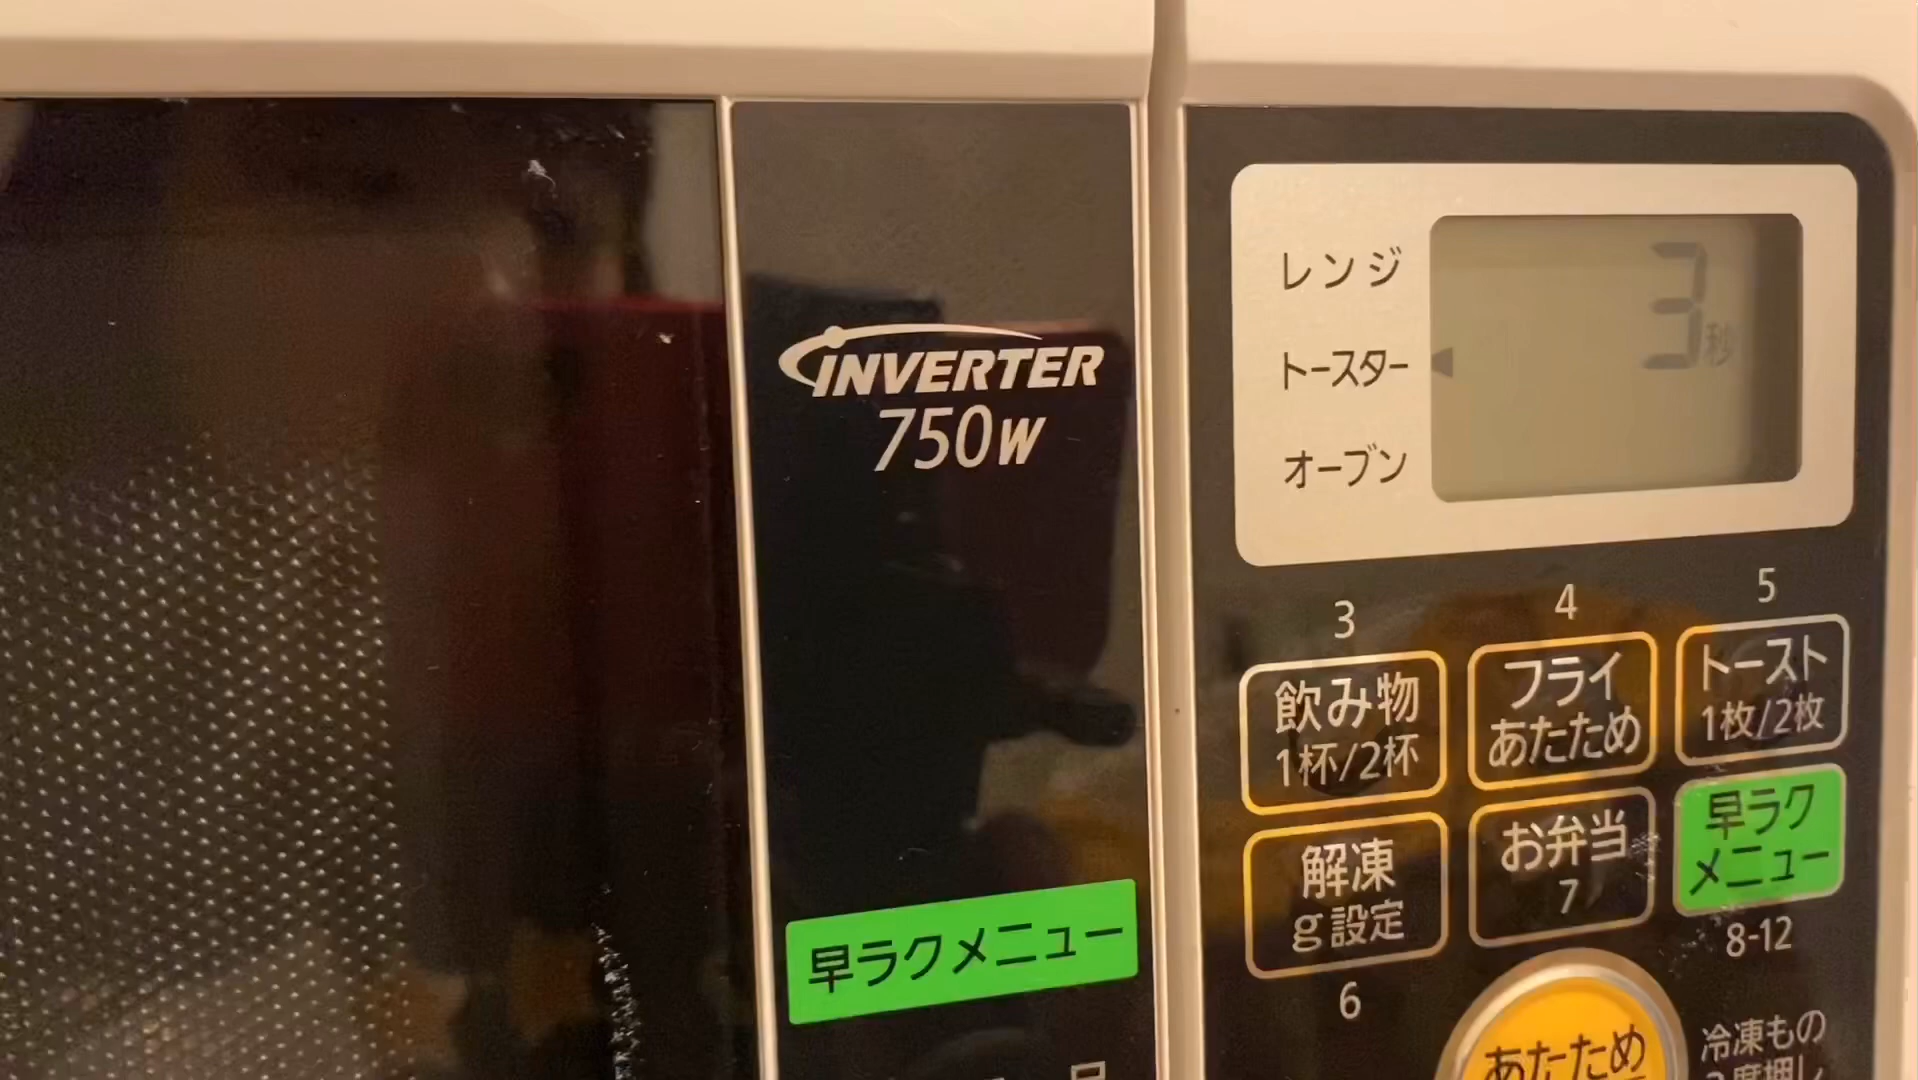 INVERTER
750W
早ラクメニュー
レンジ
トースター
オーブン
3秒
3
飲み物
1杯/2杯
4
フライ
あたため
5
トースト
1枚/2枚
解凍
g設定
6
お弁当
7
早ラク
メニュー
8-12
あたため
冷凍もの